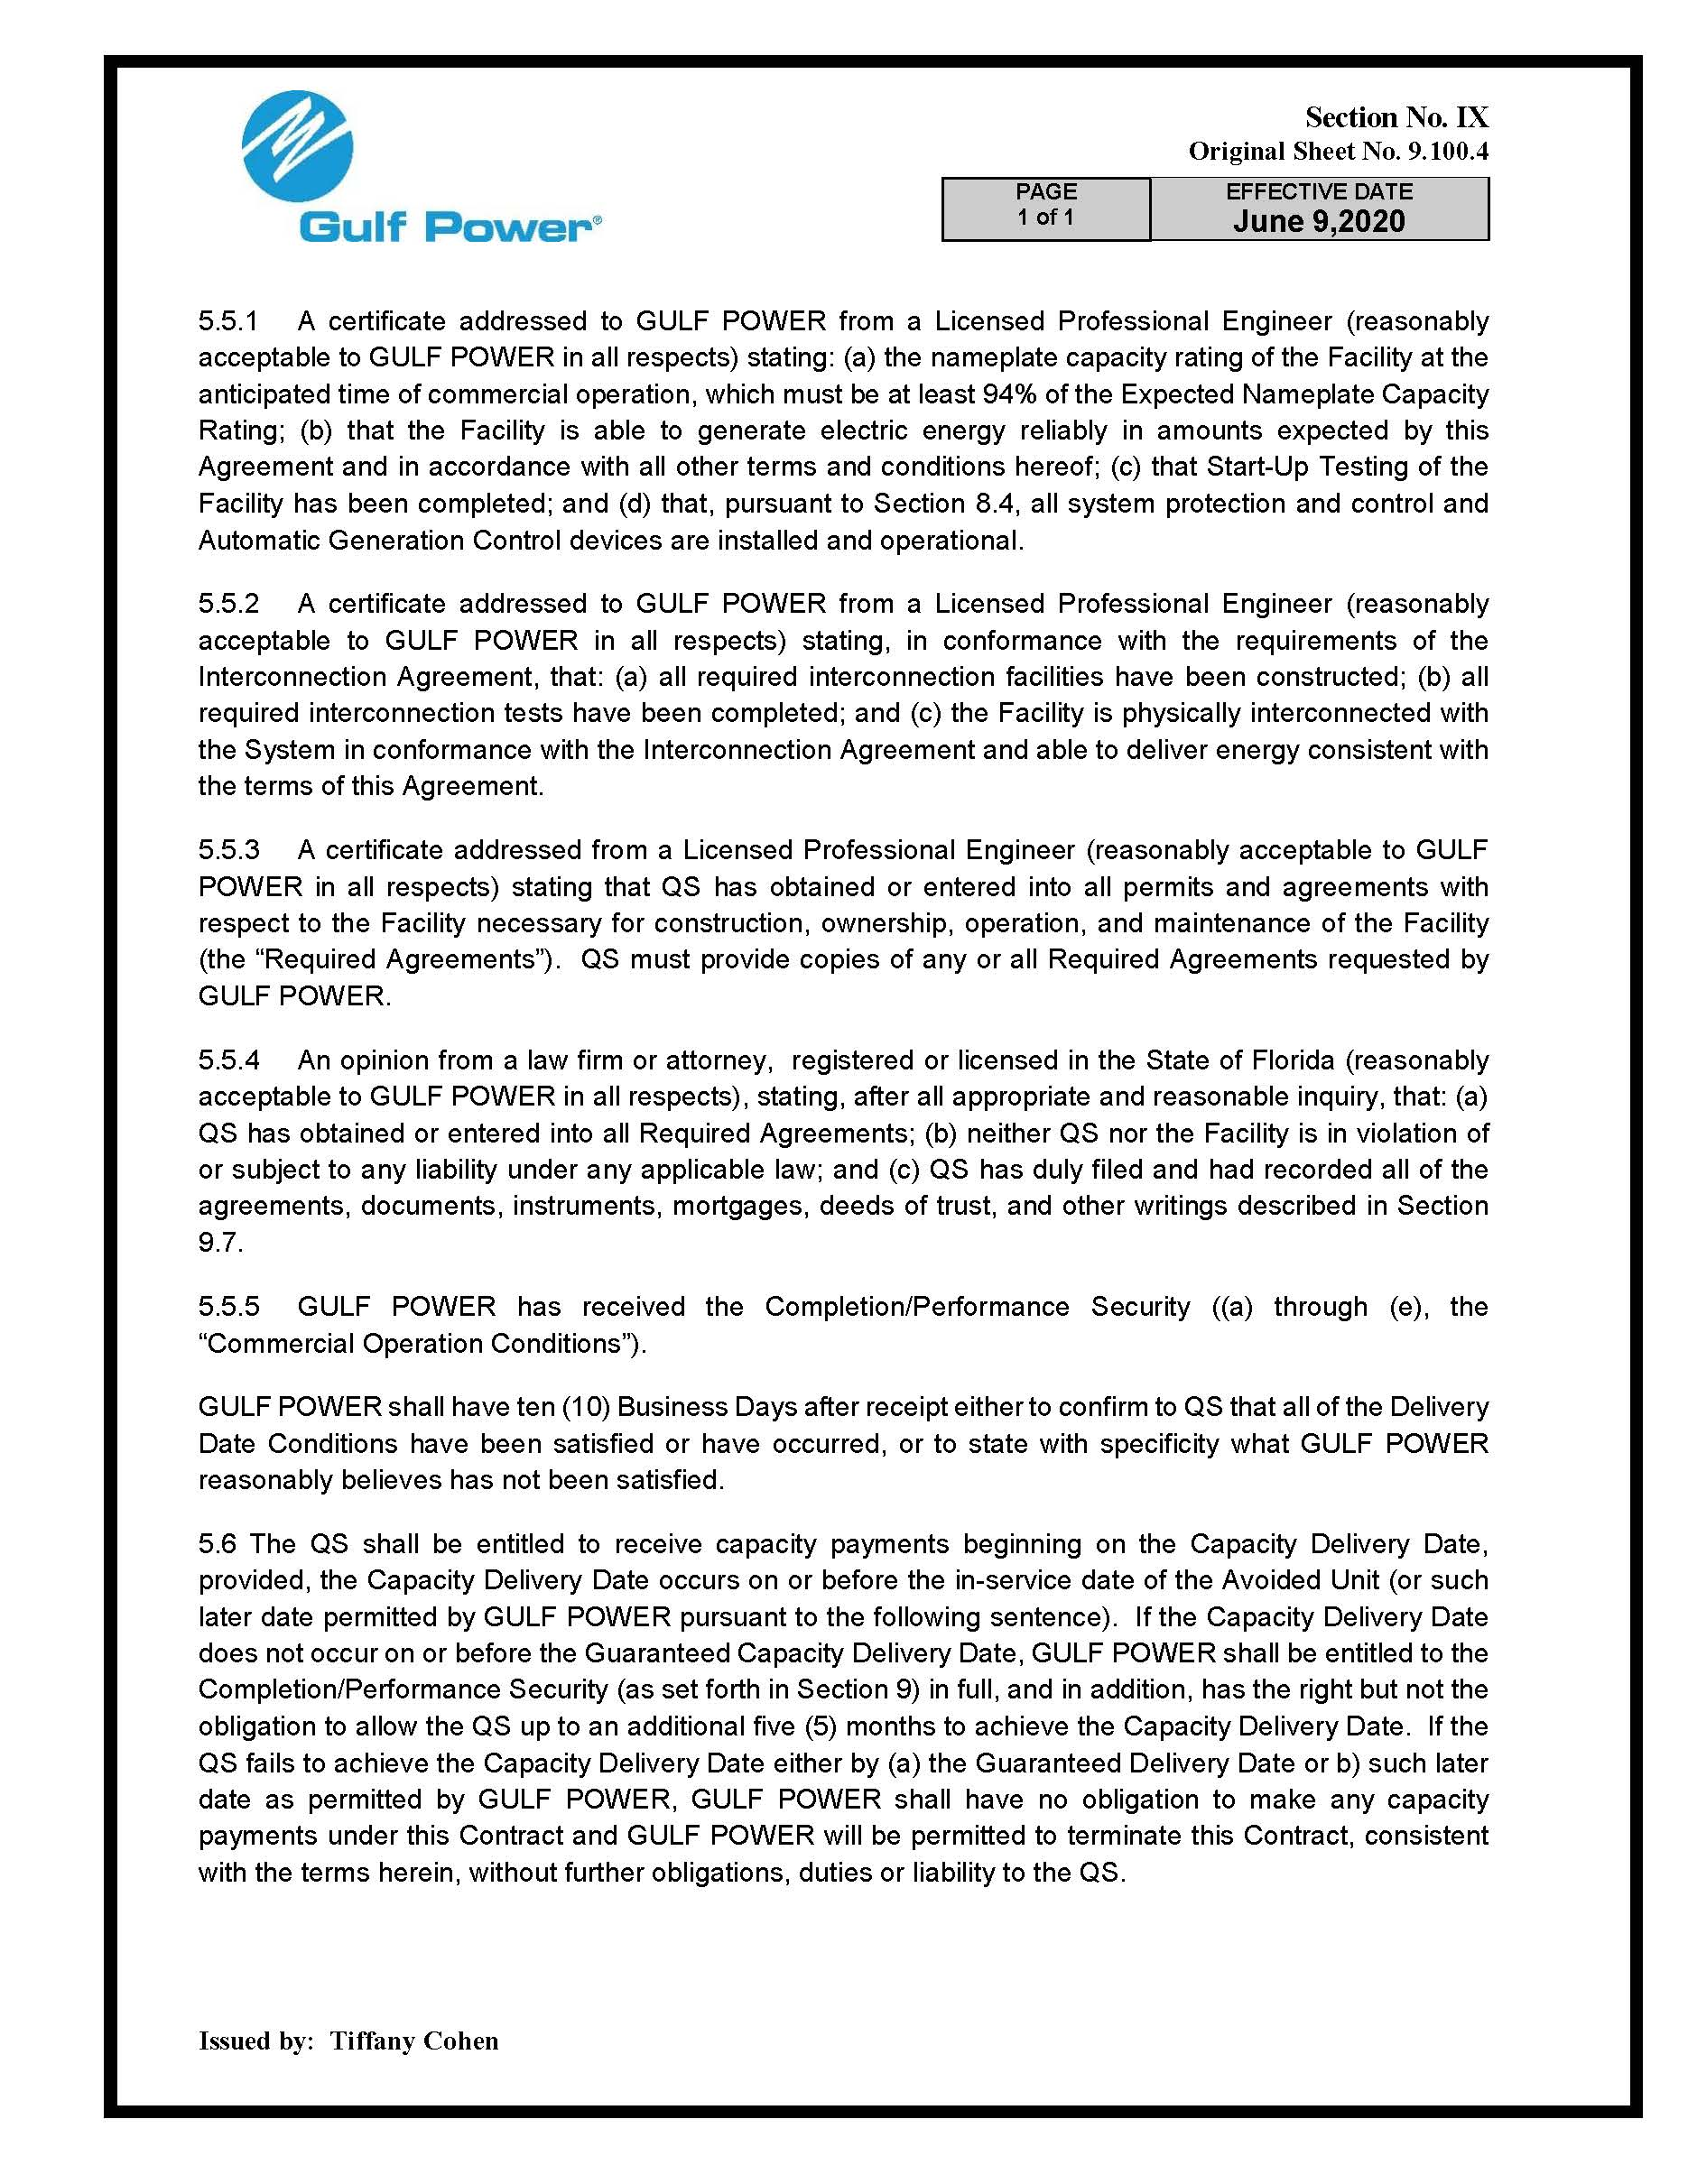 Section No. IX
Original Sheet No. 9.100.4
PAGE
1 of 1
EFFECTIVE DATE
June 9,2020
Gulf Power®
5.5.1 A certificate addressed to GULF POWER from a Licensed Professional Engineer (reasonably
acceptable to GULF POWER in all respects) stating: (a) the nameplate capacity rating of the Facility at the
anticipated time of commercial operation, which must be at least 94% of the Expected Nameplate Capacity
Rating; (b) that the Facility is able to generate electric energy reliably in amounts expected by this
Agreement and in accordance with all other terms and conditions hereof; (c) that Start-Up Testing of the
Facility has been completed; and (d) that, pursuant to Section 8.4, all system protection and control and
Automatic Generation Control devices are installed and operational.
5.5.2 A certificate addressed to GULF POWER from a Licensed Professional Engineer (reasonably
acceptable to GULF POWER in all respects) stating, in conformance with the requirements of the
Interconnection Agreement, that: (a) all required interconnection facilities have been constructed; (b) all
required interconnection tests have been completed; and (c) the Facility is physically interconnected with
the System in conformance with the Interconnection Agreement and able to deliver energy consistent with
the terms of this Agreement.
5.5.3 A certificate addressed from a Licensed Professional Engineer (reasonably acceptable to GULF
POWER in all respects) stating that QS has obtained or entered into all permits and agreements with
respect to the Facility necessary for construction, ownership, operation, and maintenance of the Facility
(the “Required Agreements”). QS must provide copies of any or all Required Agreements requested by
GULF POWER.
5.5.4 An opinion from a law firm or attorney, registered or licensed in the State of Florida (reasonably
acceptable to GULF POWER in all respects), stating, after all appropriate and reasonable inquiry, that: (a)
QS has obtained or entered into all Required Agreements; (b) neither QS nor the Facility is in violation of
or subject to any liability under any applicable law; and (c) QS has duly filed and had recorded all of the
agreements, documents, instruments, mortgages, deeds of trust, and other writings described in Section
9.7.
5.5.5 GULF POWER has received the Completion/Performance Security ((a) through (e), the
“Commercial Operation Conditions”).
GULF POWER shall have ten (10) Business Days after receipt either to confirm to QS that all of the Delivery
Date Conditions have been satisfied or have occurred, or to state with specificity what GULF POWER
reasonably believes has not been satisfied.
5.6 The QS shall be entitled to receive capacity payments beginning on the Capacity Delivery Date,
provided, the Capacity Delivery Date occurs on or before the in-service date of the Avoided Unit (or such
later date permitted by GULF POWER pursuant to the following sentence). If the Capacity Delivery Date
does not occur on or before the Guaranteed Capacity Delivery Date, GULF POWER shall be entitled to the
Completion/Performance Security (as set forth in Section 9) in full, and in addition, has the right but not the
obligation to allow the QS up to an additional five (5) months to achieve the Capacity Delivery Date. If the
QS fails to achieve the Capacity Delivery Date either by (a) the Guaranteed Delivery Date or b) such later
date as permitted by GULF POWER, GULF POWER shall have no obligation to make any capacity
payments under this Contract and GULF POWER will be permitted to terminate this Contract, consistent
with the terms herein, without further obligations, duties or liability to the QS.
Issued by: Tiffany Cohen